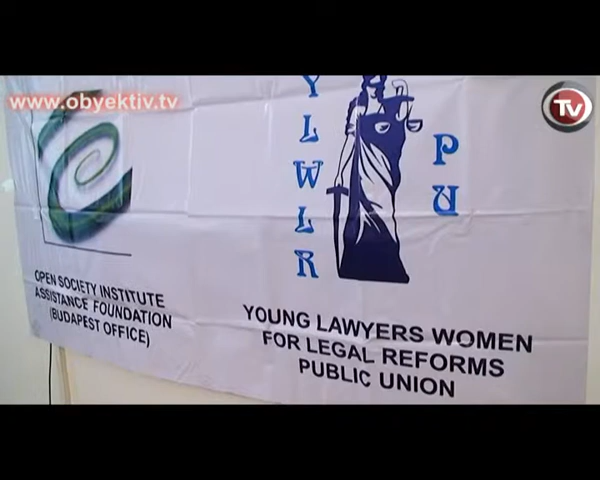 www.obyektiv.tv
TV
Y
L
W
L
R
P
U
OPEN SOCIETY INSTITUTE
ASSISTANCE FOUNDATION
(BUDAPEST OFFICE)
YOUNG LAWYERS WOMEN
FOR LEGAL REFORMS
PUBLIC UNION